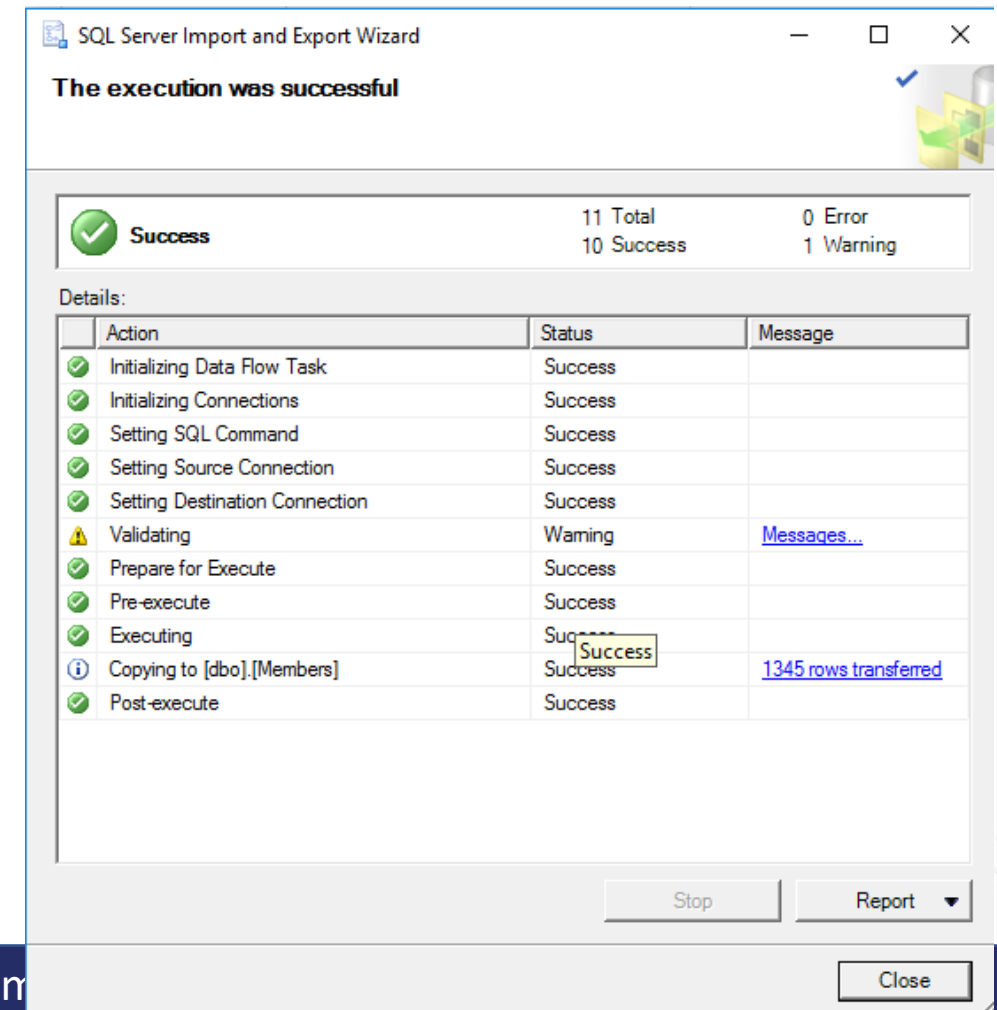 SQL Server Import and Export Wizard
The execution was successful
Success
11 Total
0 Error
10 Success
1 Warning
Details:
Action Status Message
Initializing Data Flow Task Success
Initializing Connections Success
Setting SQL Command Success
Setting Source Connection Success
Setting Destination Connection Success
Validating Warning Messages...
Prepare for Execute Success
Pre-execute Success
Executing Success
Success
Copying to [dbo].[Members] Success 1345 rows transferred
Post-execute Success
Stop Report
Close